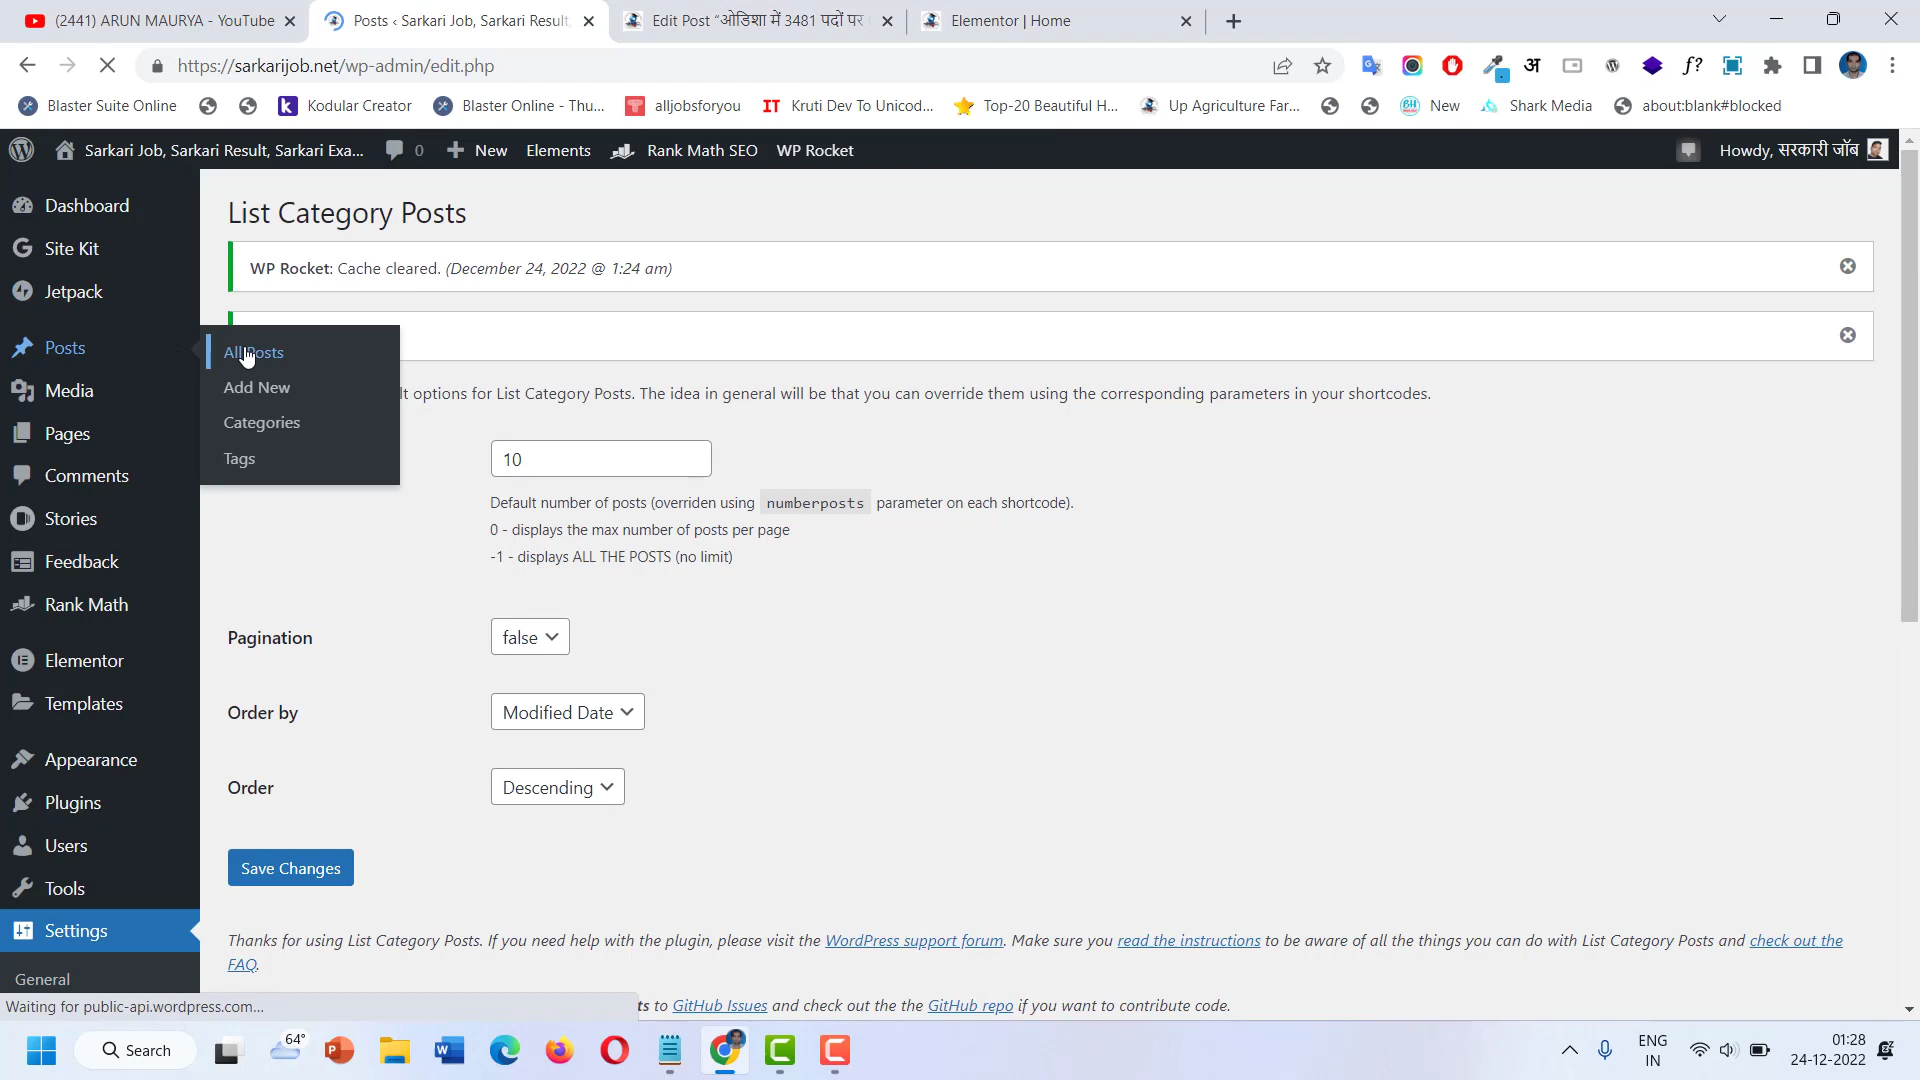 (2441) ARUN MAURYA - YouTube
Posts ‹ Sarkari Job, Sarkari Result,
Edit Post "ओडिशा में 3481 पदों पर
Elementor | Home
https://sarkarijob.net/wp-admin/edit.php
Blaster Suite Online
Kodular Creator
Blaster Online - Thu...
alljobsforyou
Kruti Dev To Unicod...
Top-20 Beautiful H...
Up Agriculture Far...
New
Shark Media
about:blank#blocked
Sarkari Job, Sarkari Result, Sarkari Exa...
0
New
Elements
Rank Math SEO
WP Rocket
Howdy, सरकारी जॉब
Dashboard
Site Kit
Jetpack
Posts
Media
Pages
Comments
Stories
Feedback
Rank Math
Elementor
Templates
Appearance
Plugins
Users
Tools
Settings
General
All Posts
Add New
Categories
Tags
List Category Posts
WP Rocket: Cache cleared. (December 24, 2022 @ 1:24 am)
lt options for List Category Posts. The idea in general will be that you can override them using the corresponding parameters in your shortcodes.
10
Default number of posts (overriden using numberposts parameter on each shortcode).
0 - displays the max number of posts per page
-1 - displays ALL THE POSTS (no limit)
Pagination
false
Order by
Modified Date
Order
Descending
Save Changes
Thanks for using List Category Posts. If you need help with the plugin, please visit the WordPress support forum. Make sure you read the instructions to be aware of all the things you can do with List Category Posts and check out the
FAQ.
ts to GitHub Issues and check out the the GitHub repo if you want to contribute code.
Waiting for public-api.wordpress.com...
Search
64°
ENG
IN
01:28
24-12-2022